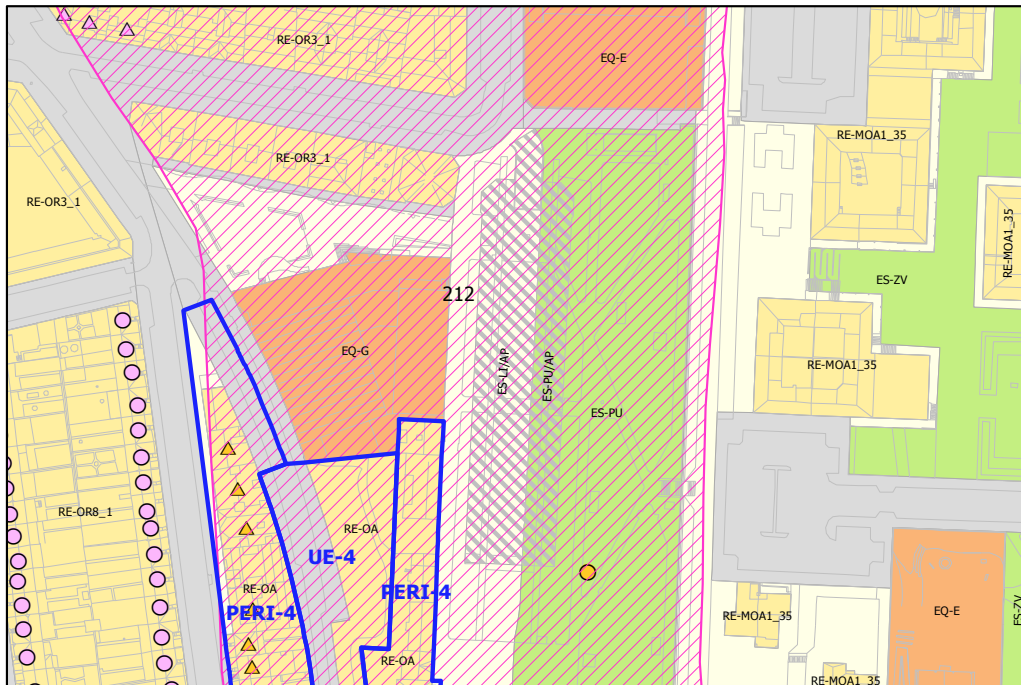 RE-OR3_1
EQ-E
RE-MOA1_35
RE-OR3_1
RE-OR3_1
RE-MOA1_35
ES-ZV
212
EQ-G
ES-LI/AP
ES-PU/AP
RE-MOA1_35
ES-PU
RE-OR8_1
RE-OA
UE-4
RE-OA
PERI-4
PERI-4
EQ-E
ES-ZV
RE-MOA1_35
RE-OA
RE-MOA1_35